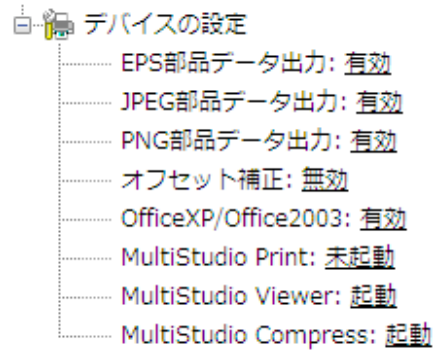 デバイスの設定
EPS部品データ出力: 有効
JPEG部品データ出力: 有効
PNG部品データ出力: 有効
オフセット補正: 無効
OfficeXP/Office2003: 有効
MultiStudio Print: 未起動
MultiStudio Viewer: 起動
MultiStudio Compress: 起動